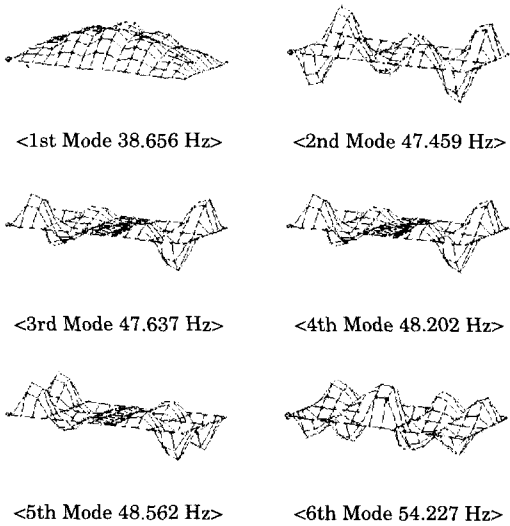 <1st Mode 38.656 Hz>
<2nd Mode 47.459 Hz>
<3rd Mode 47.637 Hz>
<4th Mode 48.202 Hz>
<5th Mode 48.562 Hz>
<6th Mode 54.227 Hz>